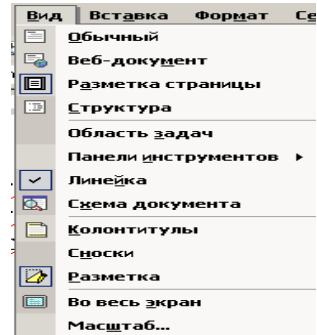 Вид Вставка Формат Се
Обычный
Веб-документ
Разметка страницы
Структура
Область задач
Панели инструментов
Линейка
Схема документа
Колонтитулы
Сноски
Разметка
Во весь экран
Масштаб...